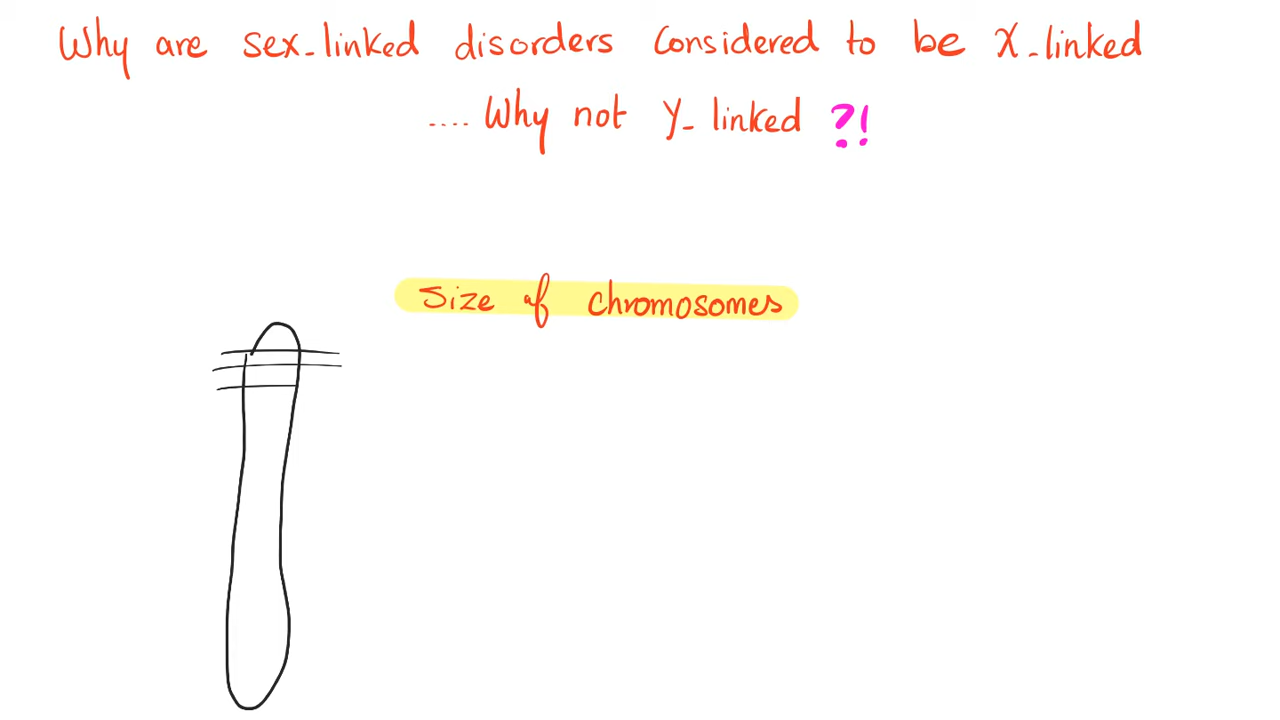 Why are sex-linked disorders considered to be X-linked
.... Why not Y-linked ?!
Size of chromosomes